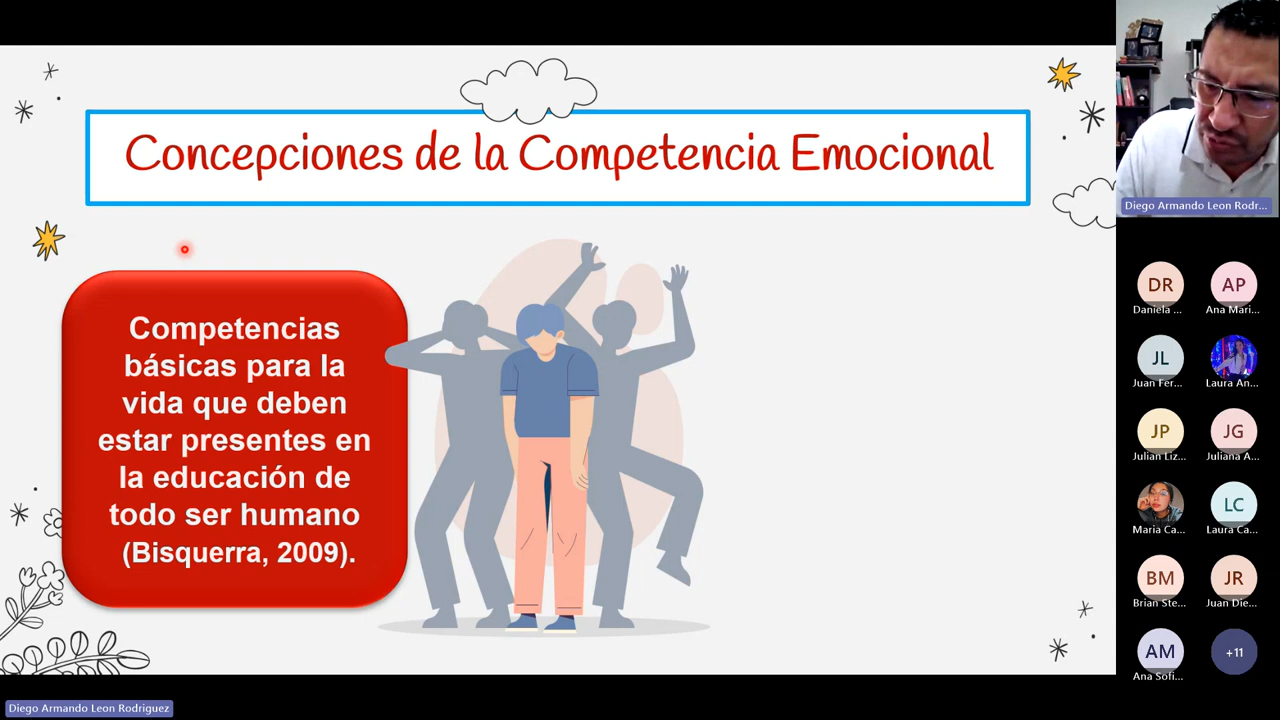 Concepciones de la Competencia Emocional
Competencias
básicas para la
vida que deben
estar presentes en
la educación de
todo ser humano
(Bisquerra, 2009).
Diego Armando Leon Rodr...
DR
Daniela ...
AP
Ana Mari...
JL
Juan Fer...
Laura An...
JP
Julian Liz...
JG
Juliana A...
Maria Ca...
LC
Laura Ca...
BM
Brian Ste...
JR
Juan Die...
AM
Ana Sofi...
+11
Diego Armando Leon Rodriguez